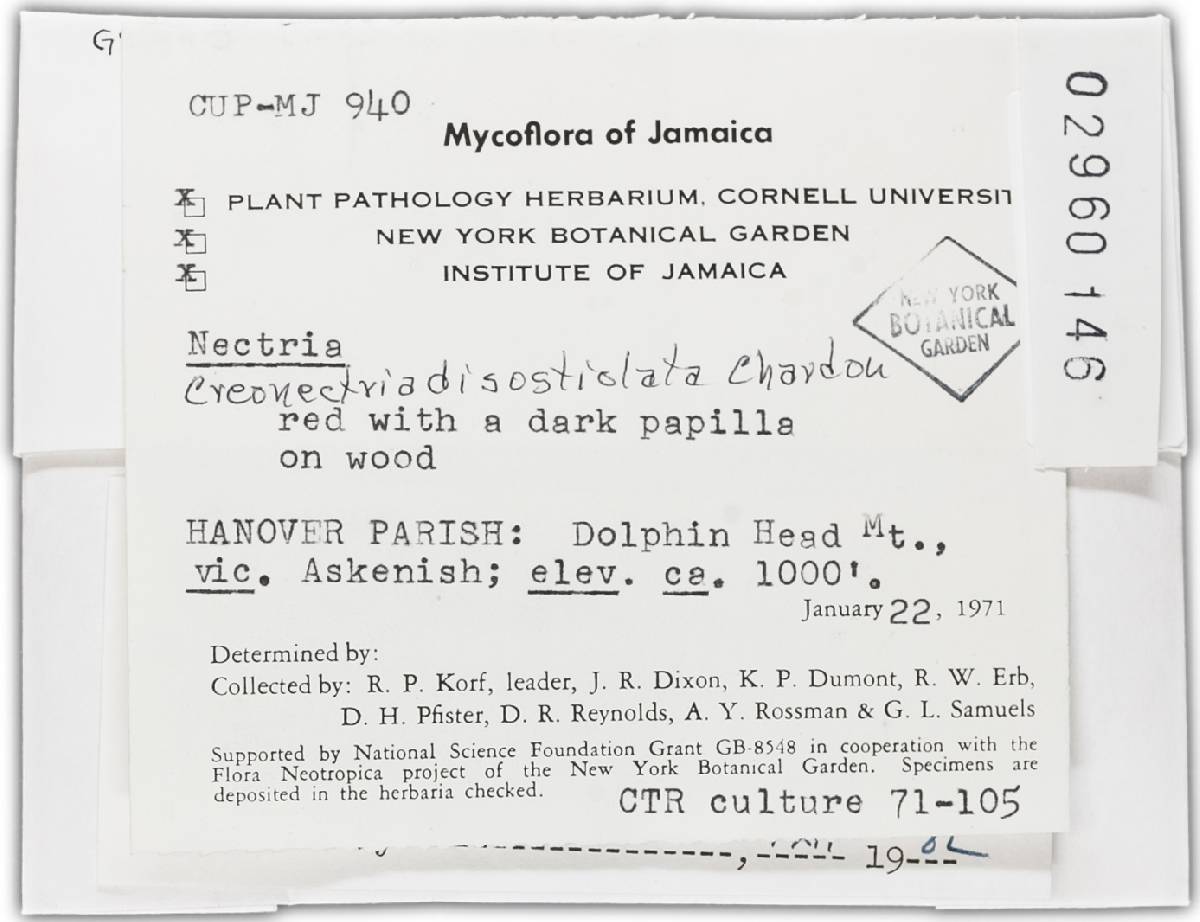 G
CUP-MJ 940
Mycoflora of Jamaica
PLANT PATHOLOGY HERBARIUM, CORNELL UNIVERSIT
NEW YORK BOTANICAL GARDEN
INSTITUTE OF JAMAICA
NEW YORK
BOTANICAL
GARDEN
02960146
Nectria
Creonectria disostiolata Chardon
red with a dark papilla
on wood
HANOVER PARISH: Dolphin Head Mt.,
vic. Askenish; elev. ca. 1000'.
January 22, 1971
Determined by:
Collected by: R. P. Korf, leader, J. R. Dixon, K. P. Dumont, R. W. Erb,
D. H. Pfister, D. R. Reynolds, A. Y. Rossman & G. L. Samuels
Supported by National Science Foundation Grant GB-8548 in cooperation with the
Flora Neotropica project of the New York Botanical Garden. Specimens are
deposited in the herbaria checked.
CTR culture 71-105
19